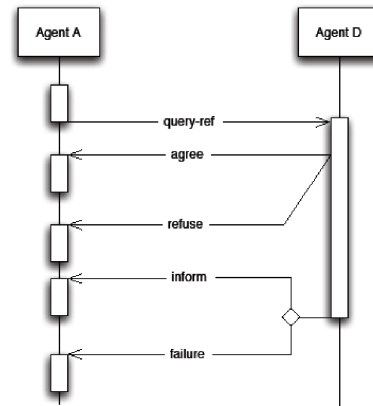 Agent A
Agent D
query-ref
agree
refuse
inform
failure